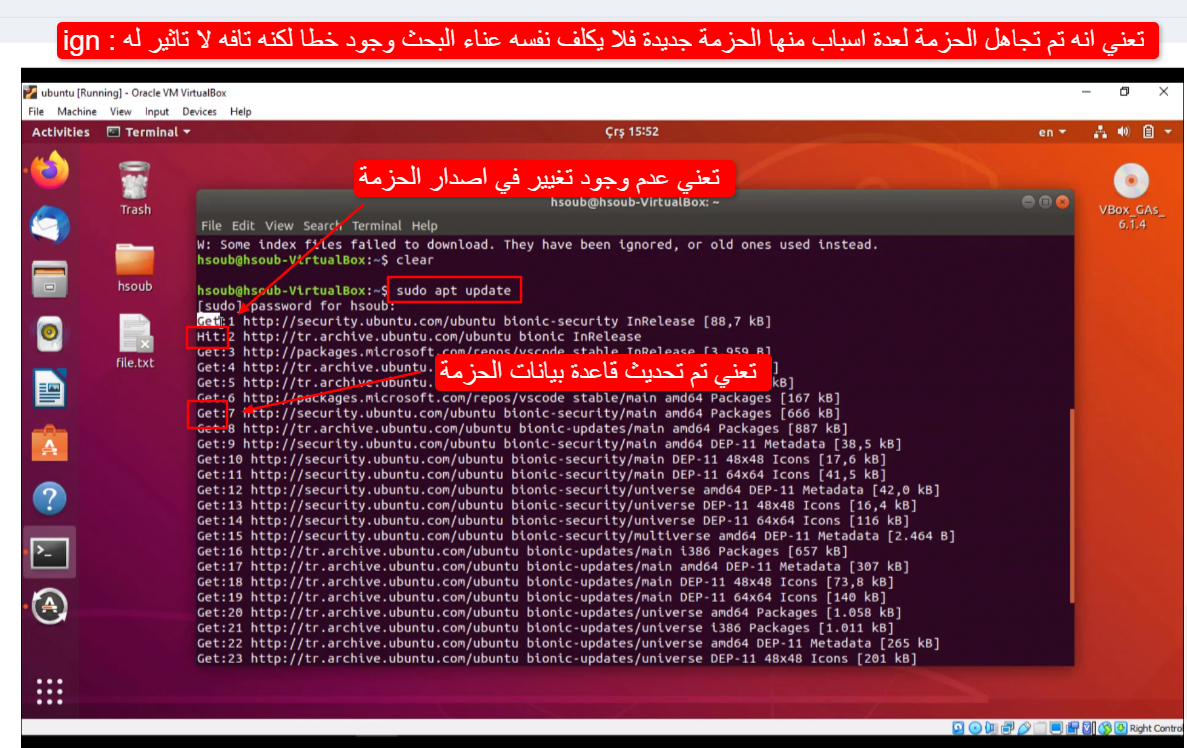 تعني انه تم تجاهل الحزمة لعدة اسباب منها الحزمة جديدة فلا يكلف نفسه عناء البحث وجود خطا لكنه تافه لا تاثير له : ign
ubuntu [Running] - Oracle VM VirtualBox
File Machine View Input Devices Help
Activities Terminal Çrş 15:52 en
تعني عدم وجود تغيير في اصدار الحزمة
hsoub@hsoub-VirtualBox: ~
Trash
VBox_GAs_
6.1.4
File Edit View Search Terminal Help
W: Some index files failed to download. They have been ignored, or old ones used instead.
hsoub@hsoub-VirtualBox:~$ clear
hsoub
hsoub@hsoub-VirtualBox:~$ sudo apt update
[sudo] password for hsoub:
Get:1 http://security.ubuntu.com/ubuntu bionic-security InRelease [88,7 kB]
Hit:2 http://tr.archive.ubuntu.com/ubuntu bionic InRelease
Get:3 http://packages.microsoft.com/repos/vscode stable InRelease [3.959 B]
file.txt
Get:4 http://tr.archive.ubuntu.
تعني تم تحديث قاعدة بيانات الحزمة
Get:5 http://tr.archive.ubuntu. kB]
Get:6 http://packages.microsoft.com/repos/vscode stable/main amd64 Packages [167 kB]
Get:7 http://security.ubuntu.com/ubuntu bionic-security/main amd64 Packages [666 kB]
Get:8 http://tr.archive.ubuntu.com/ubuntu bionic-updates/main amd64 Packages [887 kB]
Get:9 http://security.ubuntu.com/ubuntu bionic-security/main amd64 DEP-11 Metadata [38,5 kB]
Get:10 http://security.ubuntu.com/ubuntu bionic-security/main DEP-11 48x48 Icons [17,6 kB]
Get:11 http://security.ubuntu.com/ubuntu bionic-security/main DEP-11 64x64 Icons [41,5 kB]
Get:12 http://security.ubuntu.com/ubuntu bionic-security/universe amd64 DEP-11 Metadata [42,0 kB]
Get:13 http://security.ubuntu.com/ubuntu bionic-security/universe DEP-11 48x48 Icons [16,4 kB]
Get:14 http://security.ubuntu.com/ubuntu bionic-security/universe DEP-11 64x64 Icons [116 kB]
Get:15 http://security.ubuntu.com/ubuntu bionic-security/multiverse amd64 DEP-11 Metadata [2.464 B]
Get:16 http://tr.archive.ubuntu.com/ubuntu bionic-updates/main i386 Packages [657 kB]
Get:17 http://tr.archive.ubuntu.com/ubuntu bionic-updates/main amd64 DEP-11 Metadata [307 kB]
Get:18 http://tr.archive.ubuntu.com/ubuntu bionic-updates/main DEP-11 48x48 Icons [73,8 kB]
Get:19 http://tr.archive.ubuntu.com/ubuntu bionic-updates/main DEP-11 64x64 Icons [140 kB]
Get:20 http://tr.archive.ubuntu.com/ubuntu bionic-updates/universe amd64 Packages [1.058 kB]
Get:21 http://tr.archive.ubuntu.com/ubuntu bionic-updates/universe i386 Packages [1.011 kB]
Get:22 http://tr.archive.ubuntu.com/ubuntu bionic-updates/universe amd64 DEP-11 Metadata [265 kB]
Get:23 http://tr.archive.ubuntu.com/ubuntu bionic-updates/universe DEP-11 48x48 Icons [201 kB]
Right Control